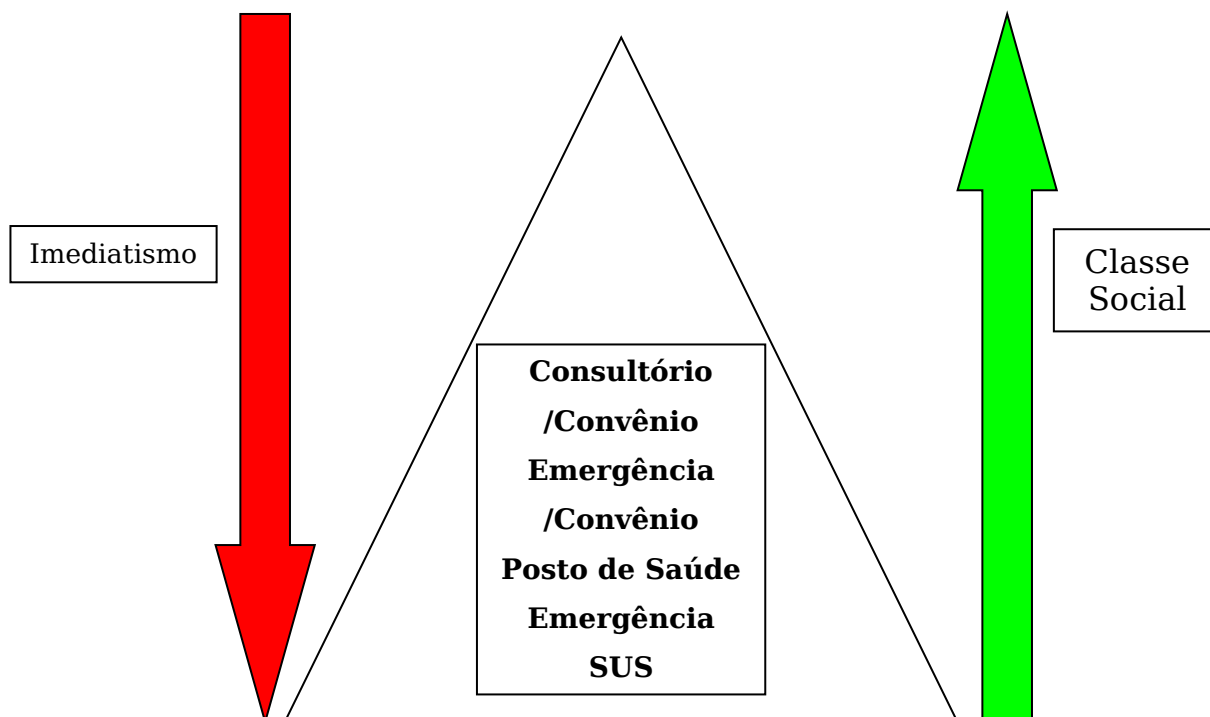 Imediatismo
Classe
Social
Consultório
/Convênio
Emergência
/Convênio
Posto de Saúde
Emergência
SUS